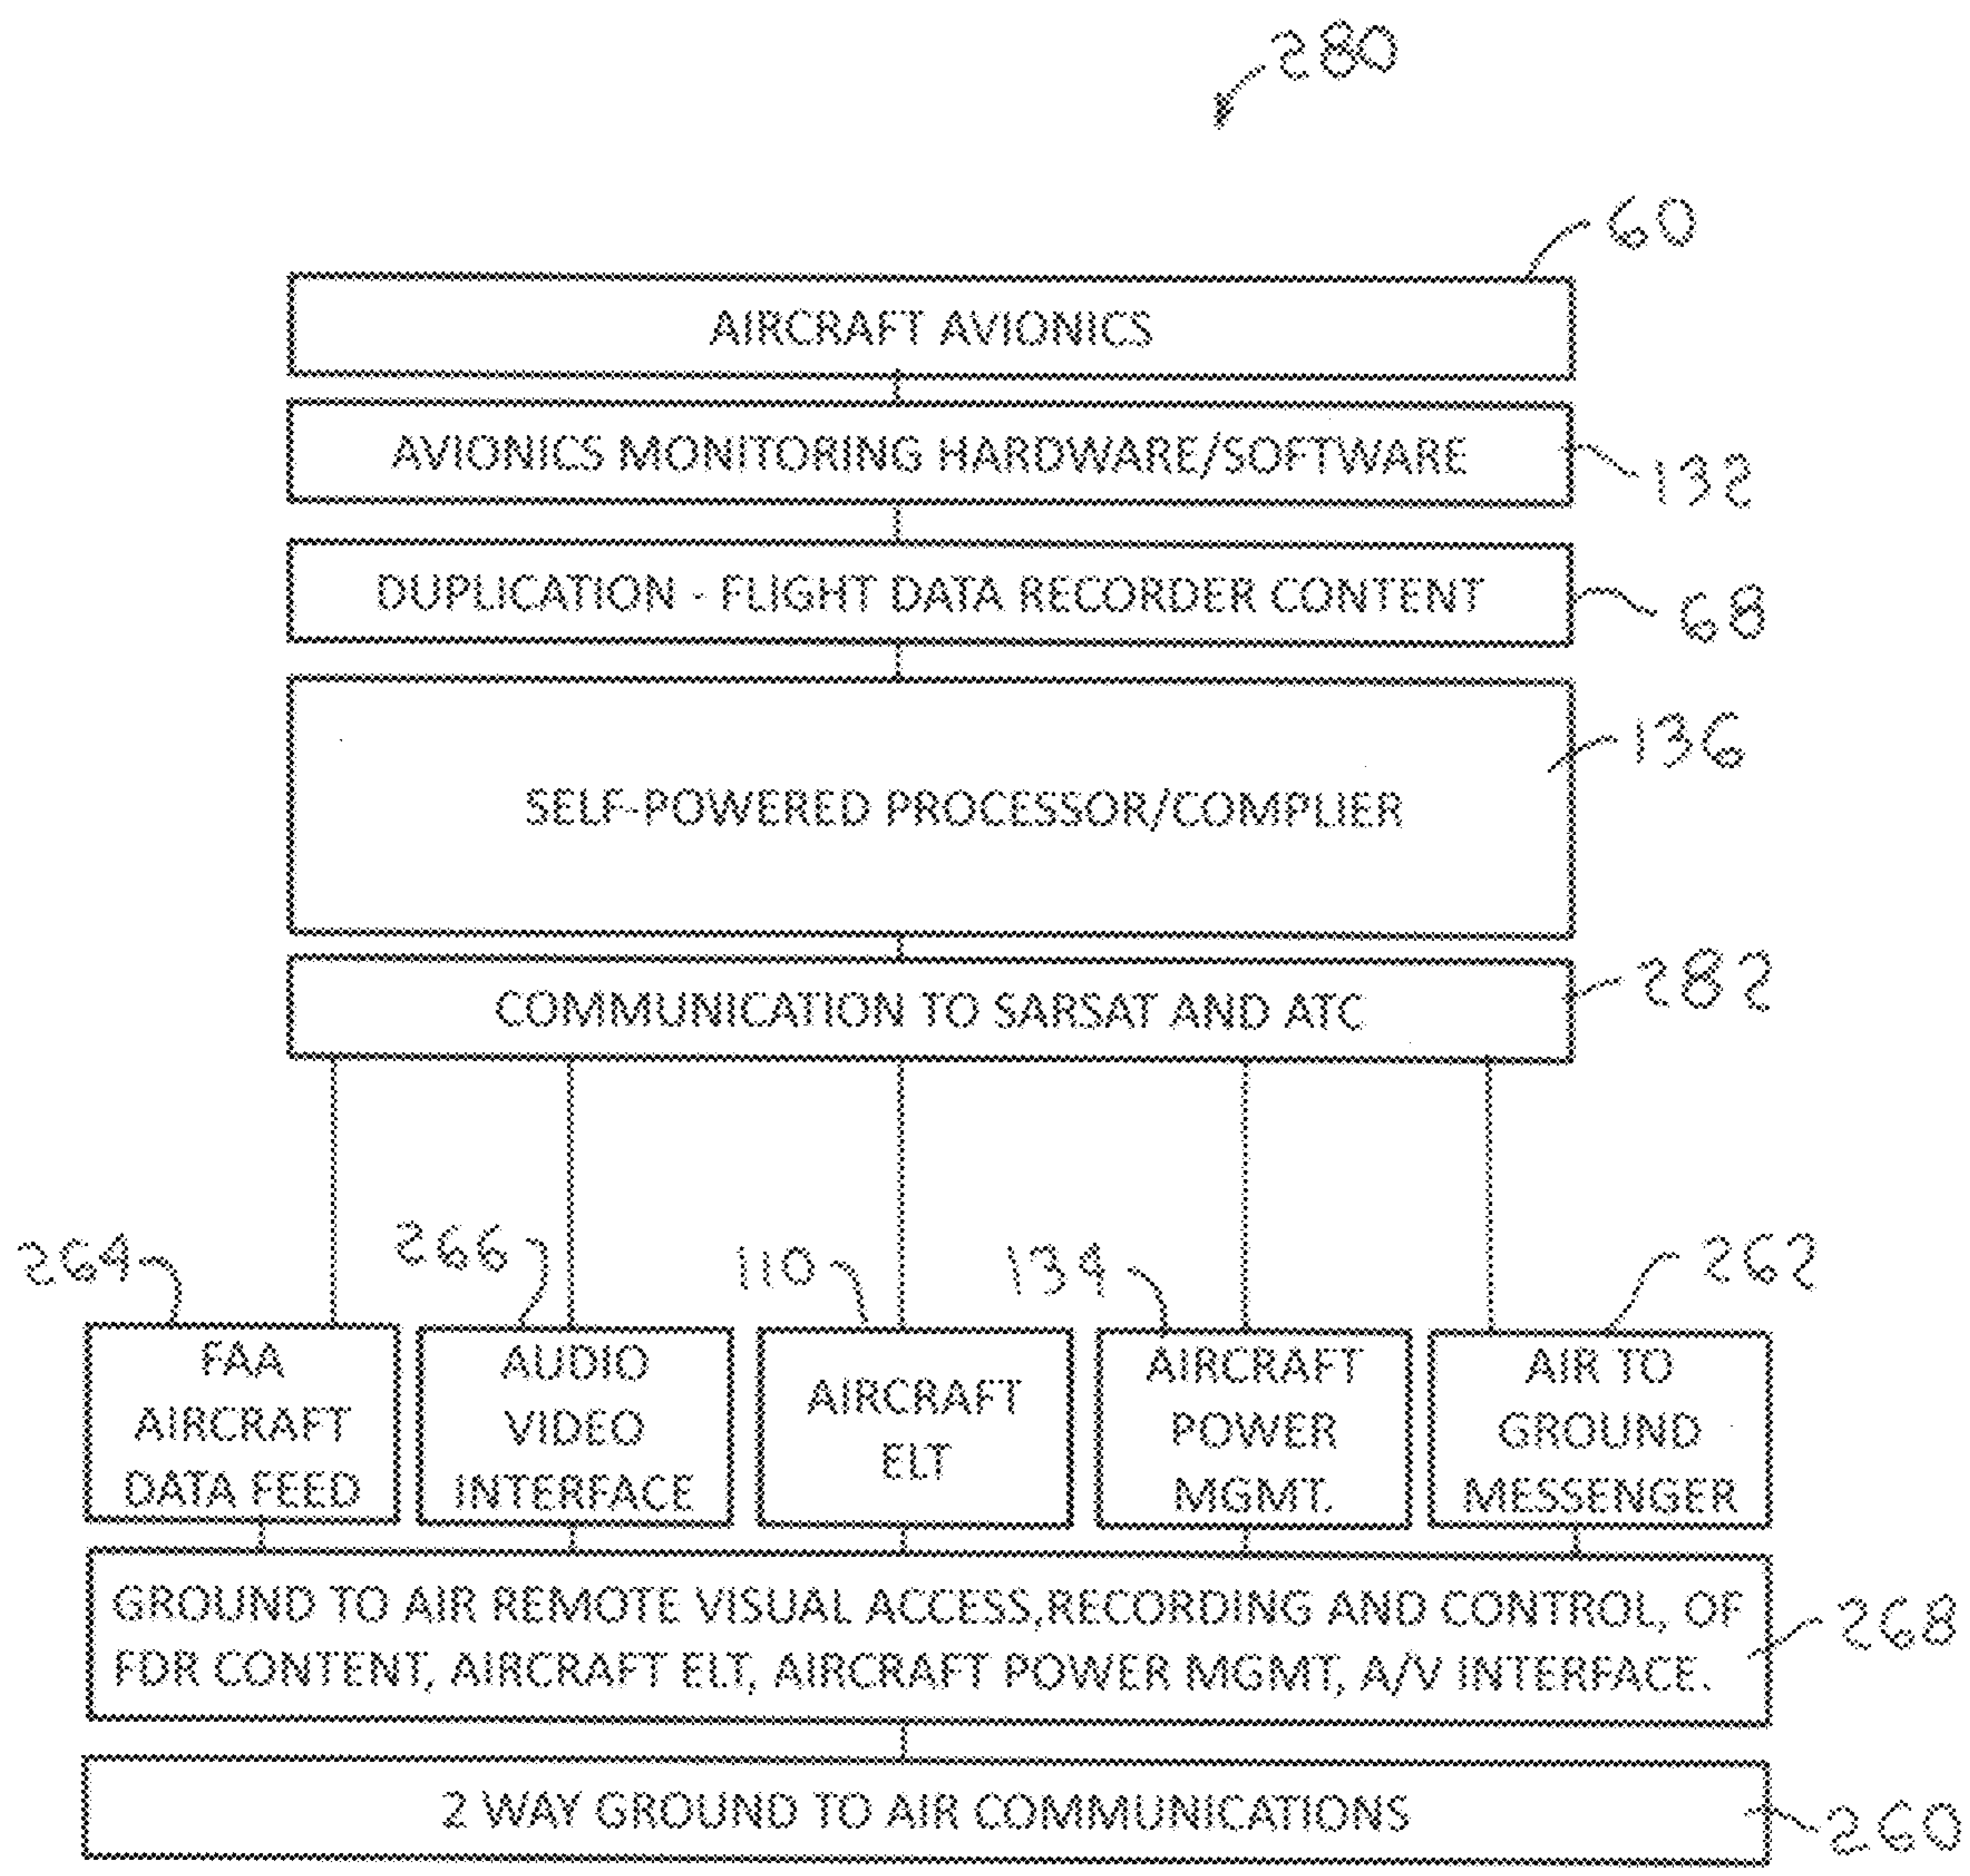 280
60
AIRCRAFT AVIONICS
AVIONICS MONITORING HARDWARE/SOFTWARE
132
DUPLICATION - FLIGHT DATA RECORDER CONTENT
68
136
SELF-POWERED PROCESSOR/COMPLIER
282
COMMUNICATION TO SARSAT AND ATC
264
266
110
134
262
FAA
AIRCRAFT
DATA FEED
AUDIO
VIDEO
INTERFACE
AIRCRAFT
ELT
AIRCRAFT
POWER
MGMT.
AIR TO
GROUND
MESSENGER
GROUND TO AIR REMOTE VISUAL ACCESS,RECORDING AND CONTROL, OF
FDR CONTENT, AIRCRAFT ELT, AIRCRAFT POWER MGMT, A/V INTERFACE.
268
2 WAY GROUND TO AIR COMMUNICATIONS
260